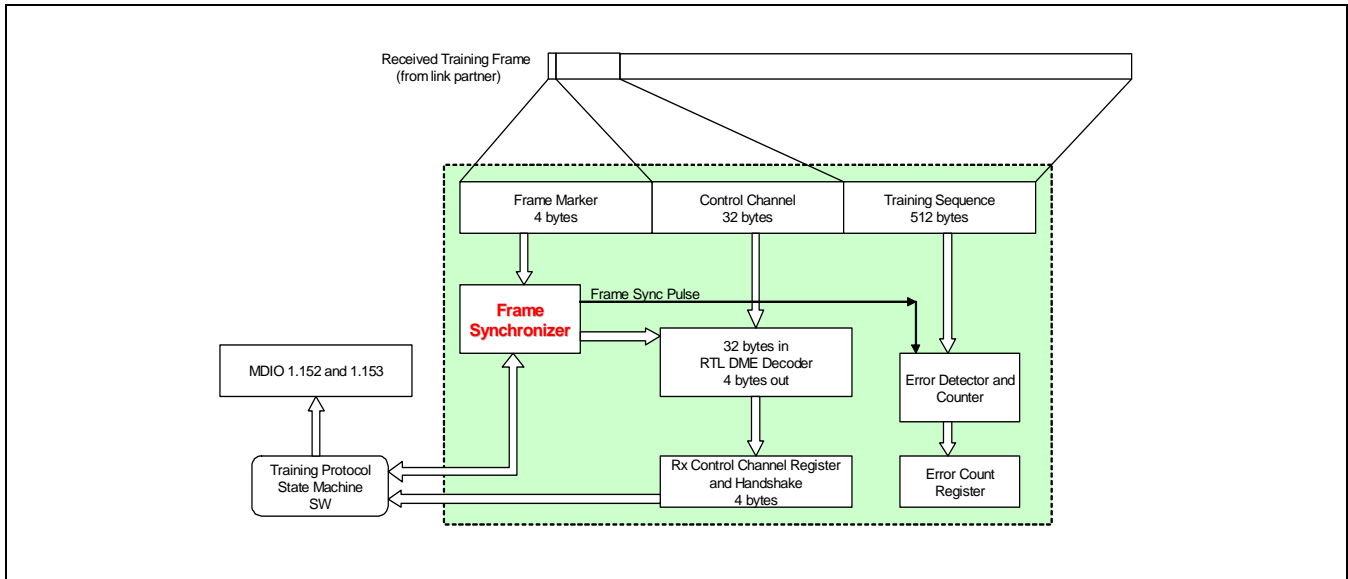 Received Training Frame
(from link partner)
Frame Marker
4 bytes
Control Channel
32 bytes
Training Sequence
512 bytes
Frame Sync Pulse
Frame
Synchronizer
32 bytes in
RTL DME Decoder
4 bytes out
MDIO 1.152 and 1.153
Error Detector and
Counter
Training Protocol
State Machine
SW
Rx Control Channel Register
and Handshake
4 bytes
Error Count
Register